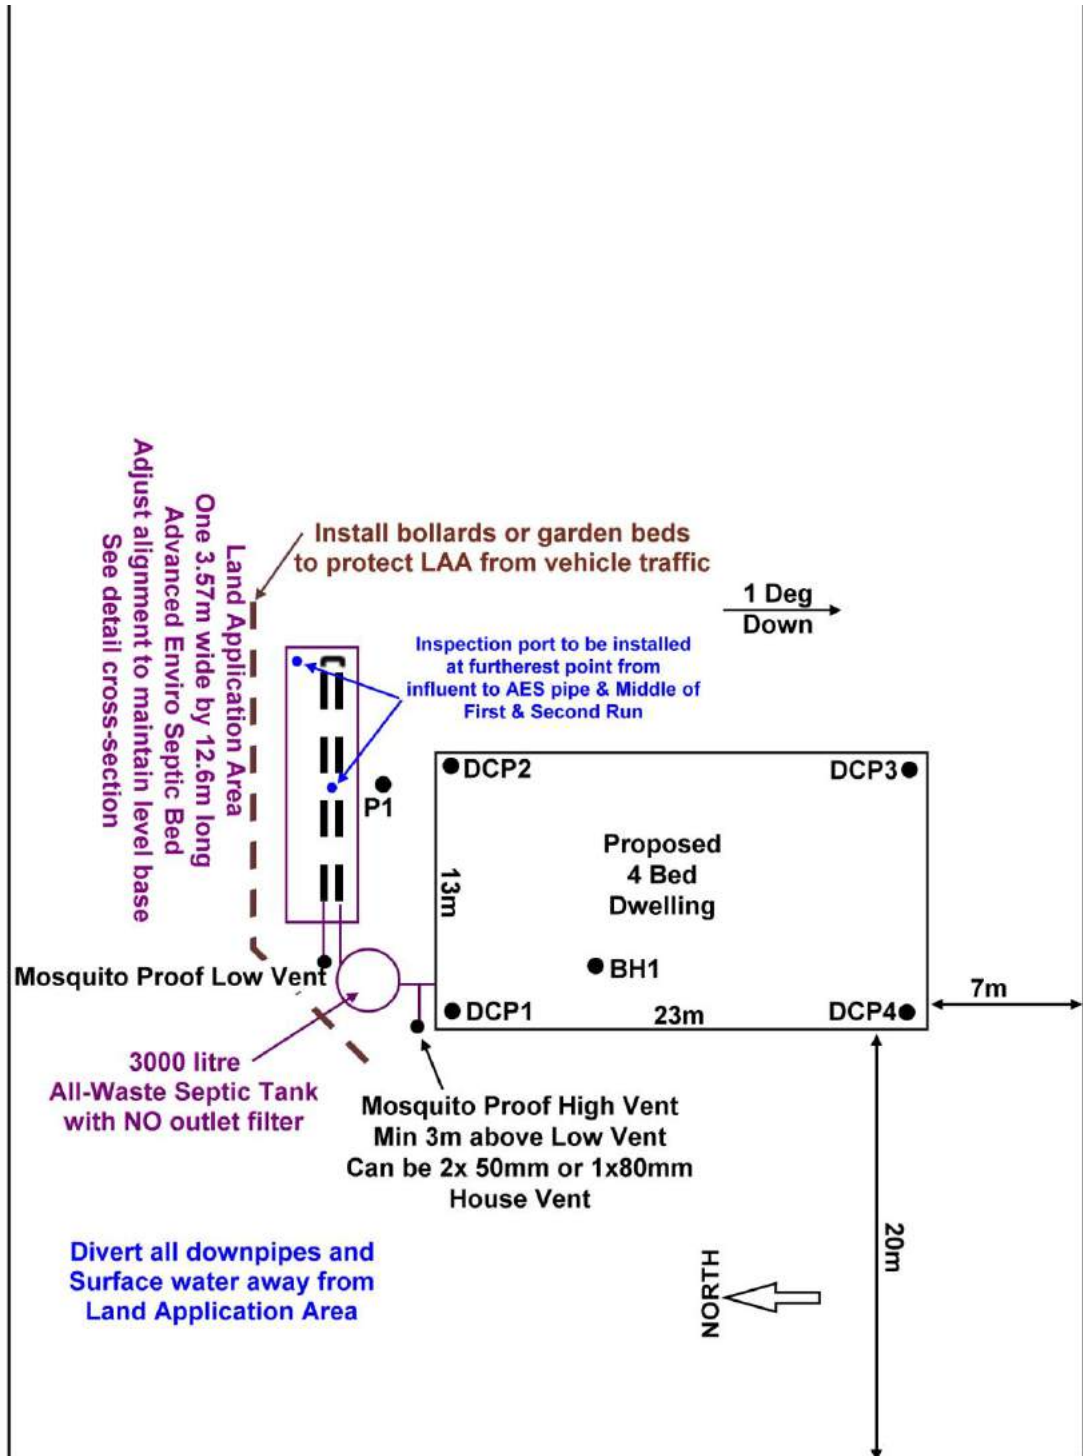 Land Application Area
One 3.57m wide by 12.6m long
Advanced Enviro Septic Bed
Adjust alignment to maintain level base
See detail cross-section
Install bollards or garden beds
to protect LAA from vehicle traffic
1 Deg
Down
Inspection port to be installed
at furtherest point from
influent to AES pipe & Middle of
First & Second Run
P1
DCP2
DCP3
Proposed
4 Bed
Dwelling
13m
BH1
DCP1
23m
DCP4
7m
Mosquito Proof Low Vent
3000 litre
All-Waste Septic Tank
with NO outlet filter
Mosquito Proof High Vent
Min 3m above Low Vent
Can be 2x 50mm or 1x80mm
House Vent
20m
Divert all downpipes and
Surface water away from
Land Application Area
NORTH